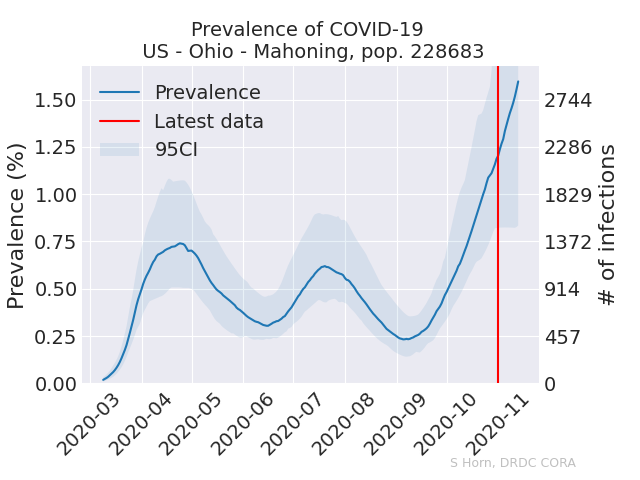 Prevalence of COVID-19
US - Ohio - Mahoning, pop. 228683
Prevalence
Latest data
95CI
Prevalence (%)
1.50
1.25
1.00
0.75
0.50
0.25
0.00
2744
2286
1829
1372
914
457
0
# of infections
2020-03
2020-04
2020-05
2020-06
2020-07
2020-08
2020-09
2020-10
2020-11
S Horn, DRDC CORA